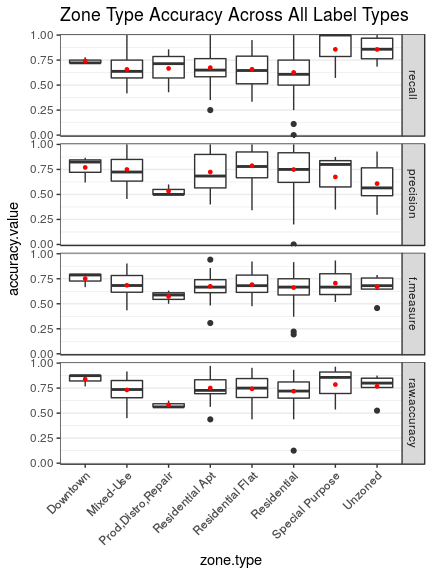 Zone Type Accuracy Across All Label Types
1.00
0.75
0.50
0.25
0.00
recall
1.00
0.75
0.50
0.25
0.00
precision
1.00
0.75
0.50
0.25
0.00
f.measure
1.00
0.75
0.50
0.25
0.00
raw.accuracy
accuracy.value
Downtown
Mixed-Use
Prod,Distro,Repair
Residential Apt
Residential Flat
Residential
Special Purpose
Unzoned
zone.type